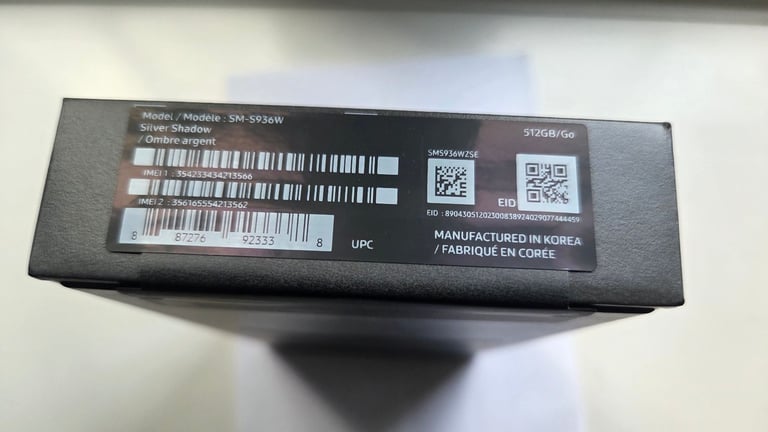 Model / Modèle : SM-S936W
Silver Shadow
/ Ombre argent
512GB/Go
IMEI 1 : 354233434213566
IMEI 2 : 356165554213562
8 87276 92333 8
UPC
SMS936WZSE
EID
EID : 89043051202300838924029077444459
MANUFACTURED IN KOREA
/ FABRIQUÉ EN CORÉE